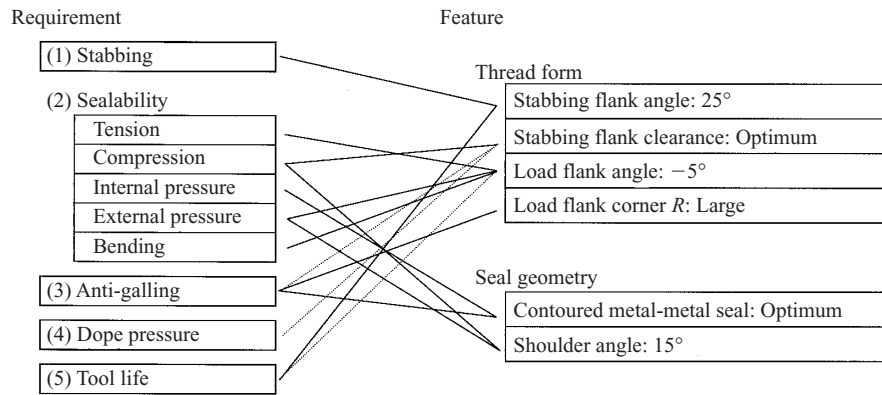 Requirement
Feature
(1) Stabbing
(2) Sealability
Tension
Compression
Internal pressure
External pressure
Bending
(3) Anti-galling
(4) Dope pressure
(5) Tool life
Thread form
Stabbing flank angle: 25°
Stabbing flank clearance: Optimum
Load flank angle: −5°
Load flank corner R: Large
Seal geometry
Contoured metal-metal seal: Optimum
Shoulder angle: 15°